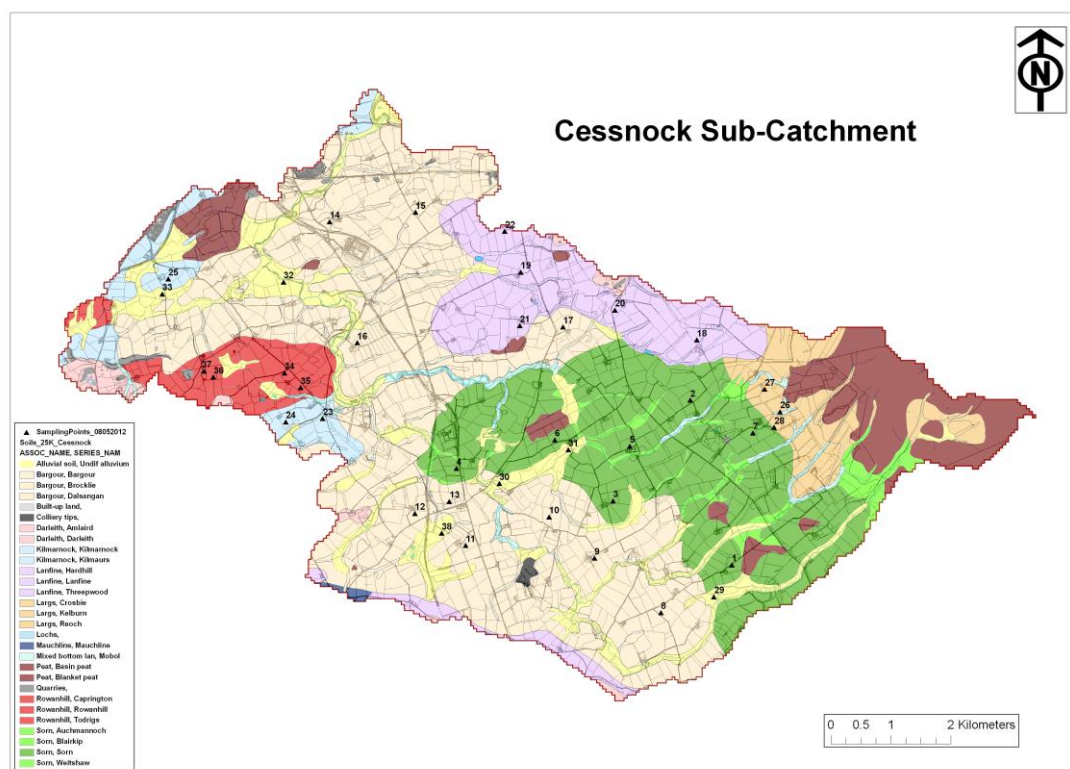 N
Cessnock Sub-Catchment
22
15
14
19
25
32
33
20
21
17
16
18
37
36
34
35
27
2
26
24
23
28
7
6
5
31
4
30
13
3
12
10
38
11
9
1
29
8
SamplingPoints_08052012
Soils_25K_Cessnock
ASSOC_NAME, SERIES_NAM
Alluvial soil, Undif alluvium
Bargour, Bargour
Bargour, Brocklie
Bargour, Dalsangan
Built-up land,
Colliery tips,
Darleith, Amlaird
Darleith, Darleith
Kilmarnock, Kilmarnock
Kilmarnock, Kilmaurs
Lanfine, Hardhill
Lanfine, Lanfine
Lanfine, Threepwood
Largs, Crosbie
Largs, Kelburn
Largs, Reoch
Lochs,
Mauchline, Mauchline
Mixed bottom lan, Mobol
Peat, Basin peat
Peat, Blanket peat
Quarries,
Rowanhill, Caprington
Rowanhill, Rowanhill
Rowanhill, Todrigs
Sorn, Auchmannoch
Sorn, Blairkip
Sorn, Sorn
Sorn, Weitshaw
0 0.5 1 2 Kilometers